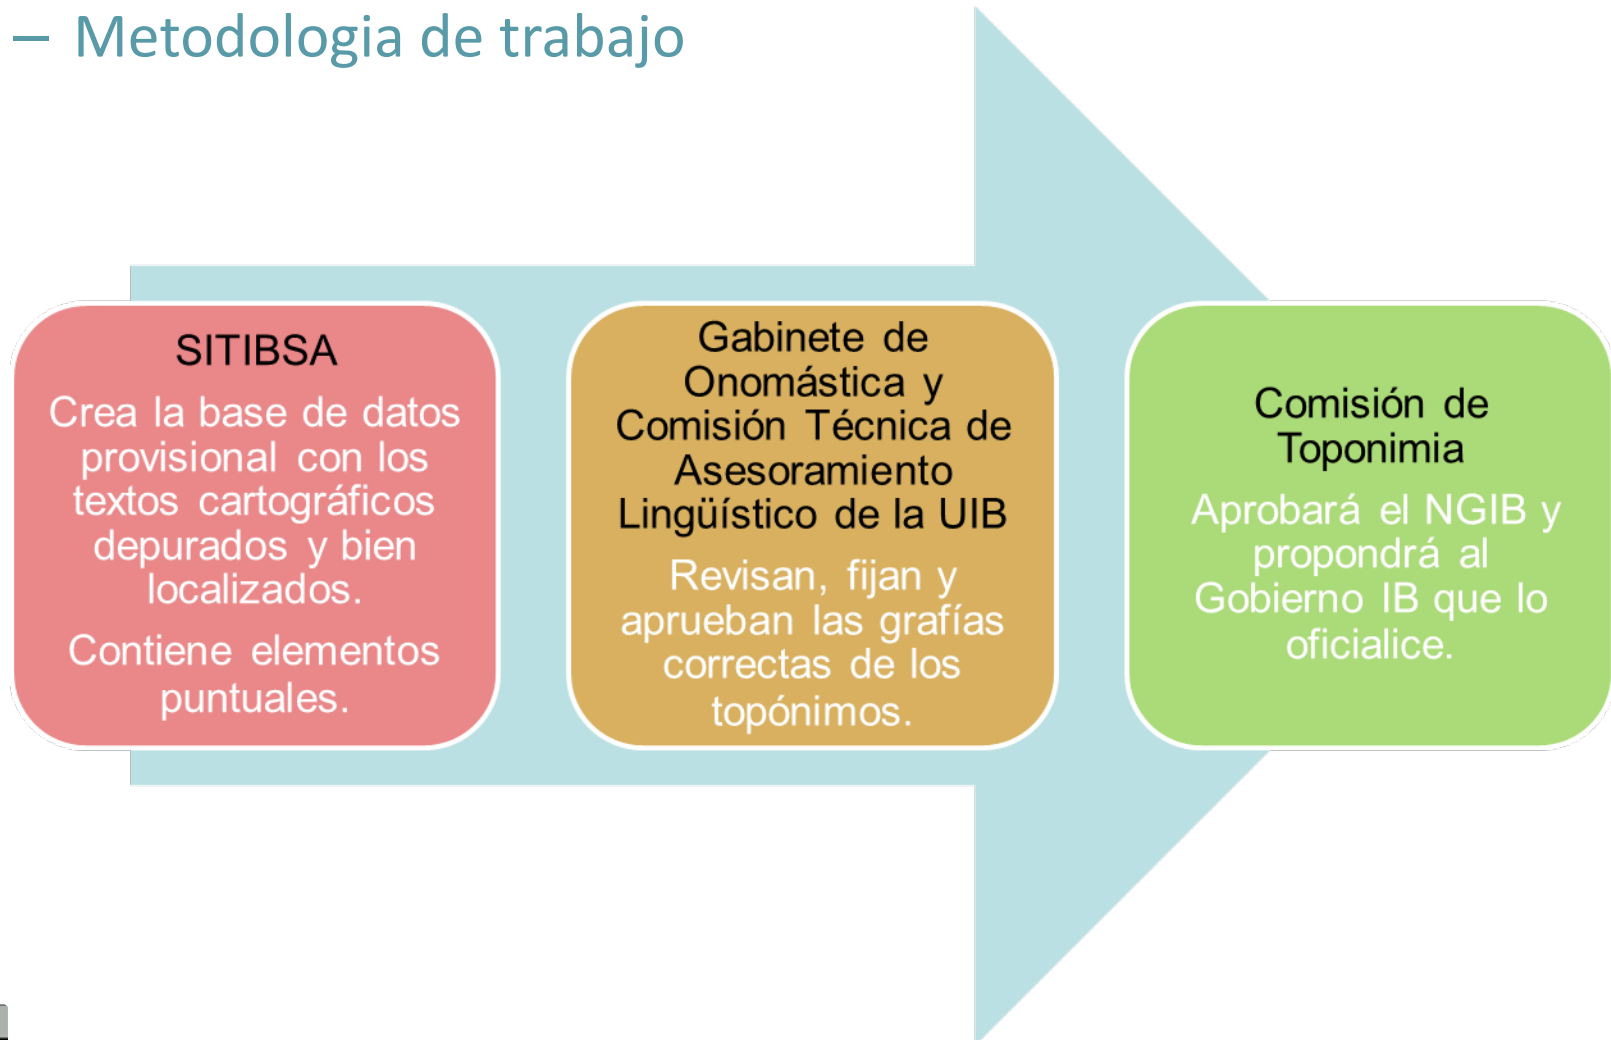 – Metodologia de trabajo
SITIBSA
Crea la base de datos
provisional con los
textos cartográficos
depurados y bien
localizados.
Contiene elementos
puntuales.
Gabinete de
Onomástica y
Comisión Técnica de
Asesoramiento
Lingüístico de la UIB
Revisan, fijan y
aprueban las grafías
correctas de los
topónimos.
Comisión de
Toponimia
Aprobará el NGIB y
propondrá al
Gobierno IB que lo
oficialice.